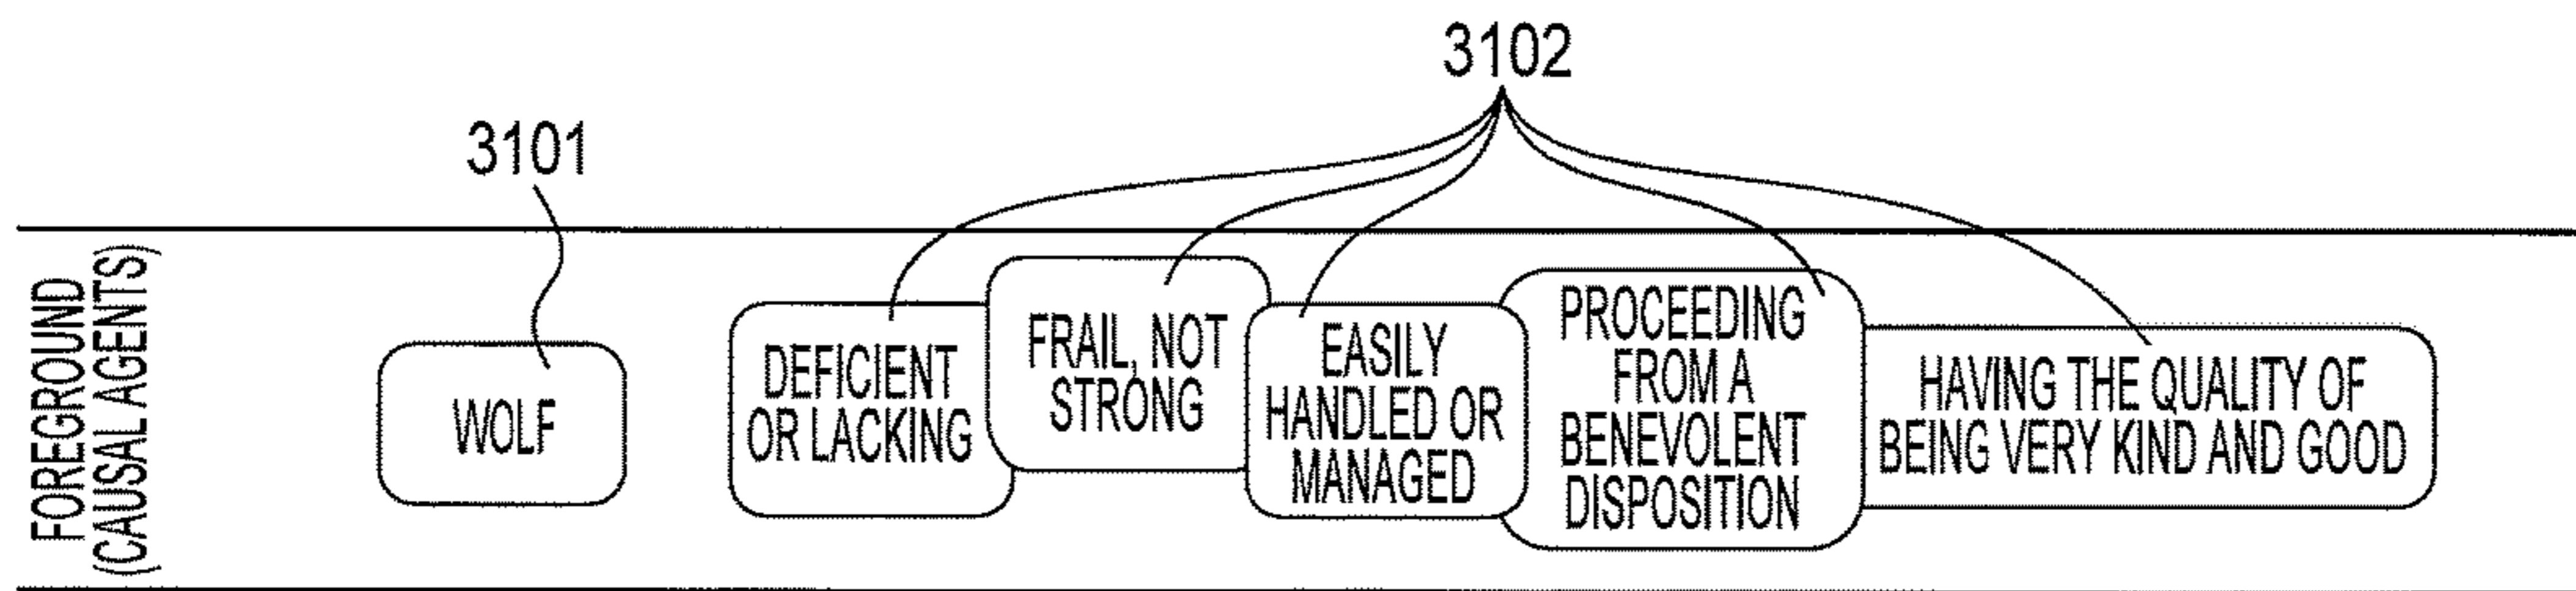 3102
3101
FOREGROUND
(CAUSAL AGENTS)
WOLF
DEFICIENT
OR LACKING
FRAIL, NOT
STRONG
EASILY
HANDLED OR
MANAGED
PROCEEDING
FROM A
BENEVOLENT
DISPOSITION
HAVING THE QUALITY OF
BEING VERY KIND AND GOOD